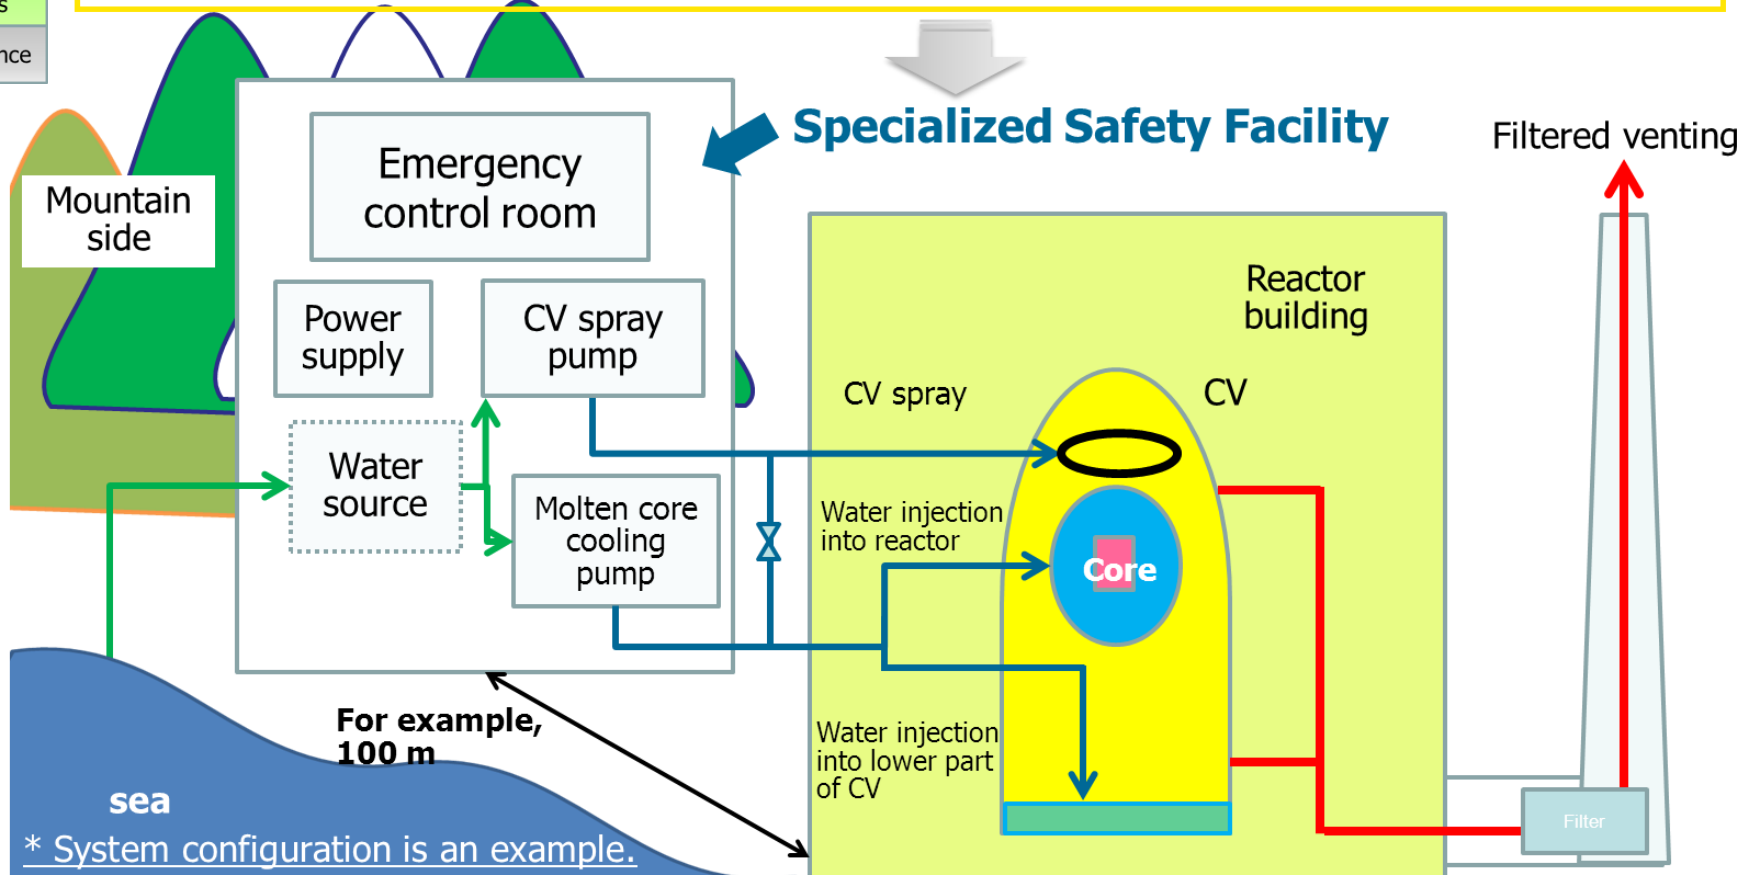 Specialized Safety Facility
Filtered venting
Emergency
control room
Mountain
side
Power
supply
CV spray
pump
Reactor
building
CV spray
CV
Water
source
Molten core
cooling
pump
Water injection
into reactor
Core
For example,
100 m
Water injection
into lower part
of CV
sea
Filter
* System configuration is an example.